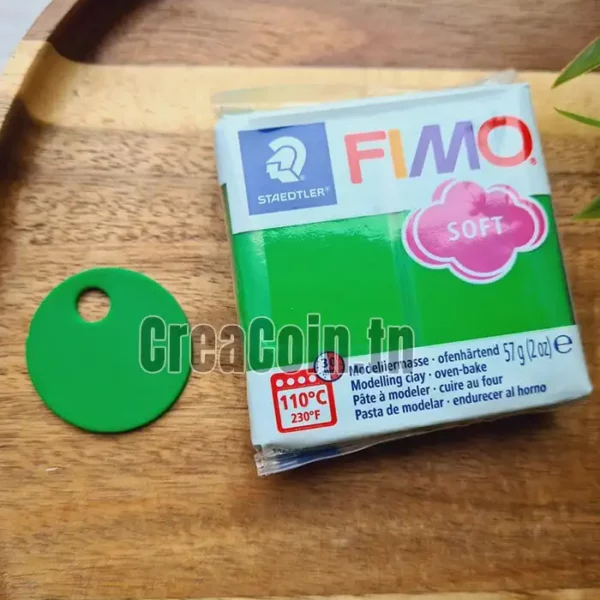 STAEDTLER®
FIMO®
SOFT
CreaCoin.tn
30
Modelliermasse · ofenhärtend
57 g (2 oz) e
Modelling clay · oven-bake
Pâte à modeler · cuire au four
Pasta de modelar · endurecer al horno
110°C
230°F